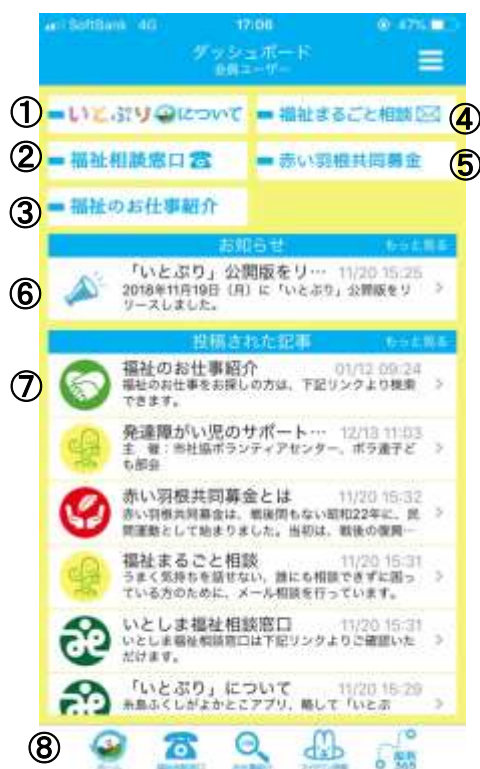 SoftBank 4G 17:06 47%
ダッシュボード
会員ユーザー
① いとぷりについて
④ 福祉まるごと相談
② 福祉相談窓口
⑤ 赤い羽根共同募金
③ 福祉のお仕事紹介
お知らせ もっと見る
⑥
「いとぷり」公開版をリ… 11/20 15:25
2018年11月19日（月）に「いとぷり」公開版をリ
リースしました。
投稿された記事 もっと見る
⑦
福祉のお仕事紹介 01/12 09:24
福祉のお仕事をお探しの方は、下記リンクより検索
できます。
発達障がい児のサポート… 12/13 11:03
主 催：市社協ボランティアセンター、ボラ連子ど
も部会
赤い羽根共同募金とは 11/20 15:32
赤い羽根共同募金は、戦後間もない昭和22年に、民
間運動として始まりました。当初は、戦後の復興…
福祉まるごと相談 11/20 15:31
うまく気持ちを話せない、誰にも相談できずに困っ
ている方のために、メール相談を行っています。
いとしま福祉相談窓口 11/20 15:31
いとしま福祉相談窓口は下記リンクよりご確認いた
だけます。
「いとぷり」について 11/20 15:29
糸島ふくしがよかとこアプリ、略して「いとぷ
⑧
ホーム
福祉相談窓口